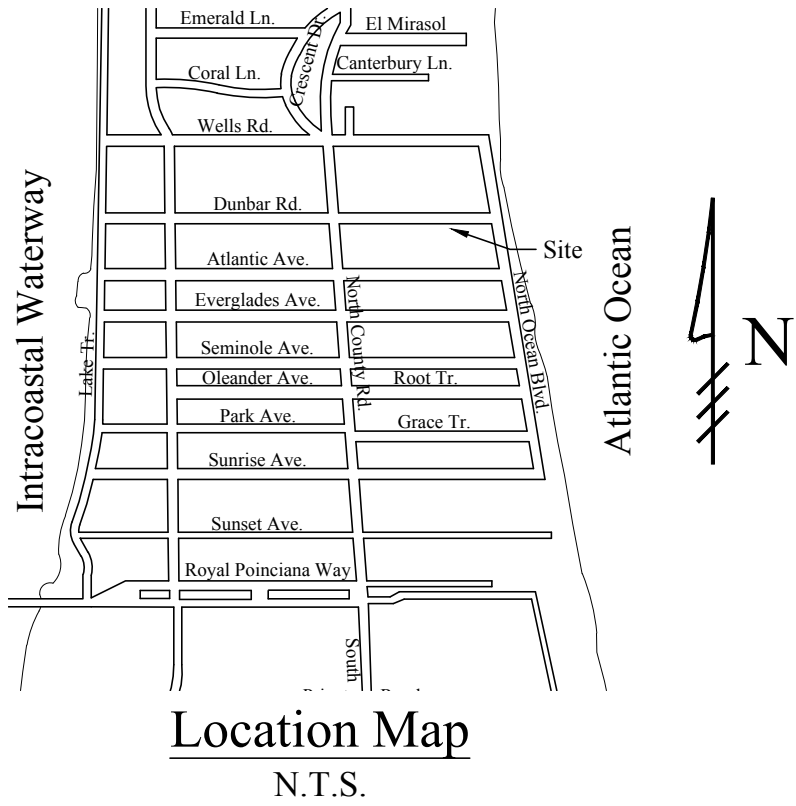 Emerald Ln.
El Mirasol
Crescent Dr.
Canterbury Ln.
Coral Ln.
Wells Rd.
Dunbar Rd.
Site
Atlantic Ave.
Everglades Ave.
North County Rd.
North Ocean Blvd.
Intracoastal Waterway
Atlantic Ocean
N
Lake Tr.
Seminole Ave.
Oleander Ave.
Root Tr.
Park Ave.
Grace Tr.
Sunrise Ave.
Sunset Ave.
Royal Poinciana Way
South
Location Map
N.T.S.